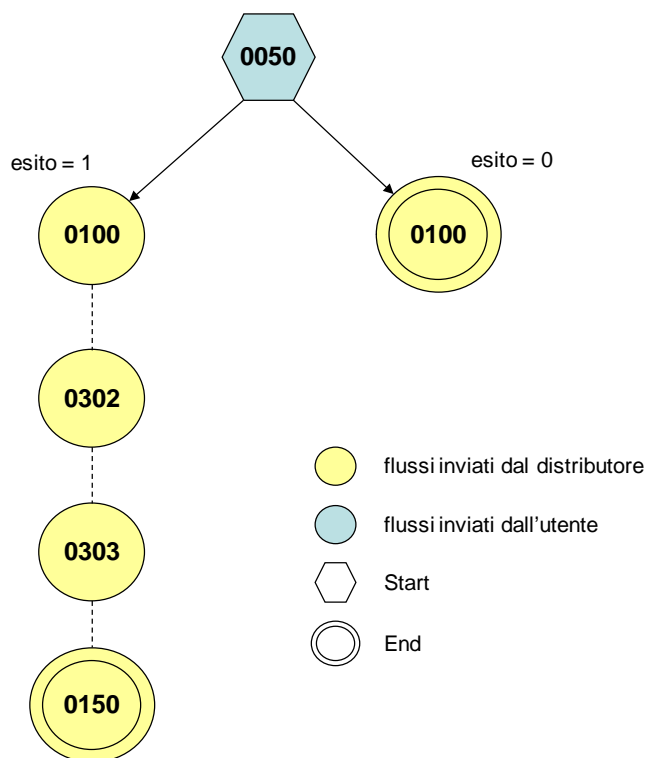 0050
esito = 1
esito = 0
0100
0100
0302
0303
0150
flussi inviati dal distributore
flussi inviati dall'utente
Start
End